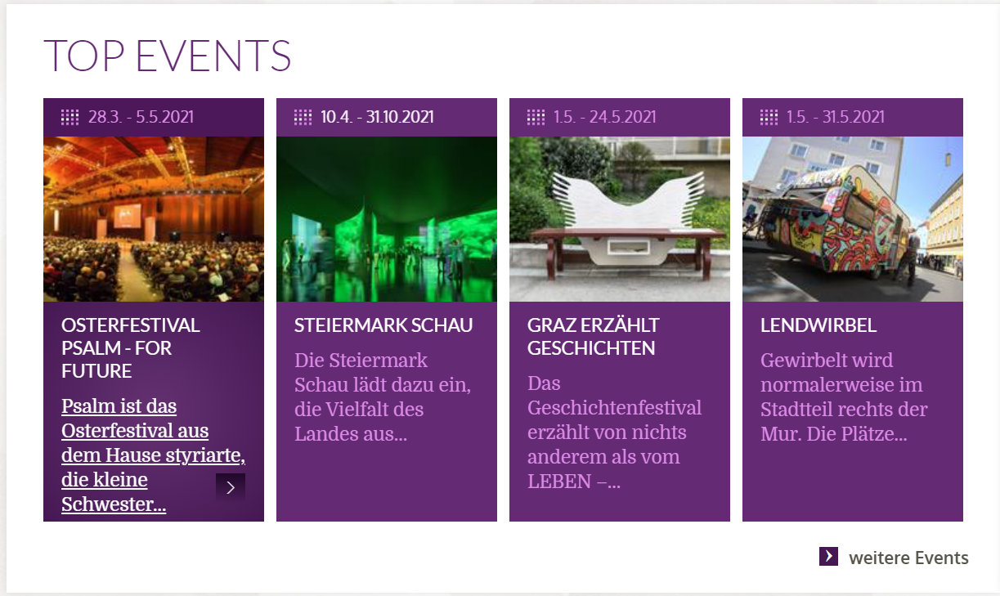 TOP EVENTS
28.3. - 5.5.2021
OSTERFESTIVAL
PSALM - FOR
FUTURE
Psalm ist das
Osterfestival aus
dem Hause styriarte,
die kleine
Schwester...
10.4. - 31.10.2021
STEIERMARK SCHAU
Die Steiermark
Schau lädt dazu ein,
die Vielfalt des
Landes aus...
1.5. - 24.5.2021
GRAZ ERZÄHLT
GESCHICHTEN
Das
Geschichtenfestival
erzählt von nichts
anderem als vom
LEBEN –...
1.5. - 31.5.2021
LENDWIRBEL
Gewirbelt wird
normalerweise im
Stadtteil rechts der
Mur. Die Plätze...
weitere Events